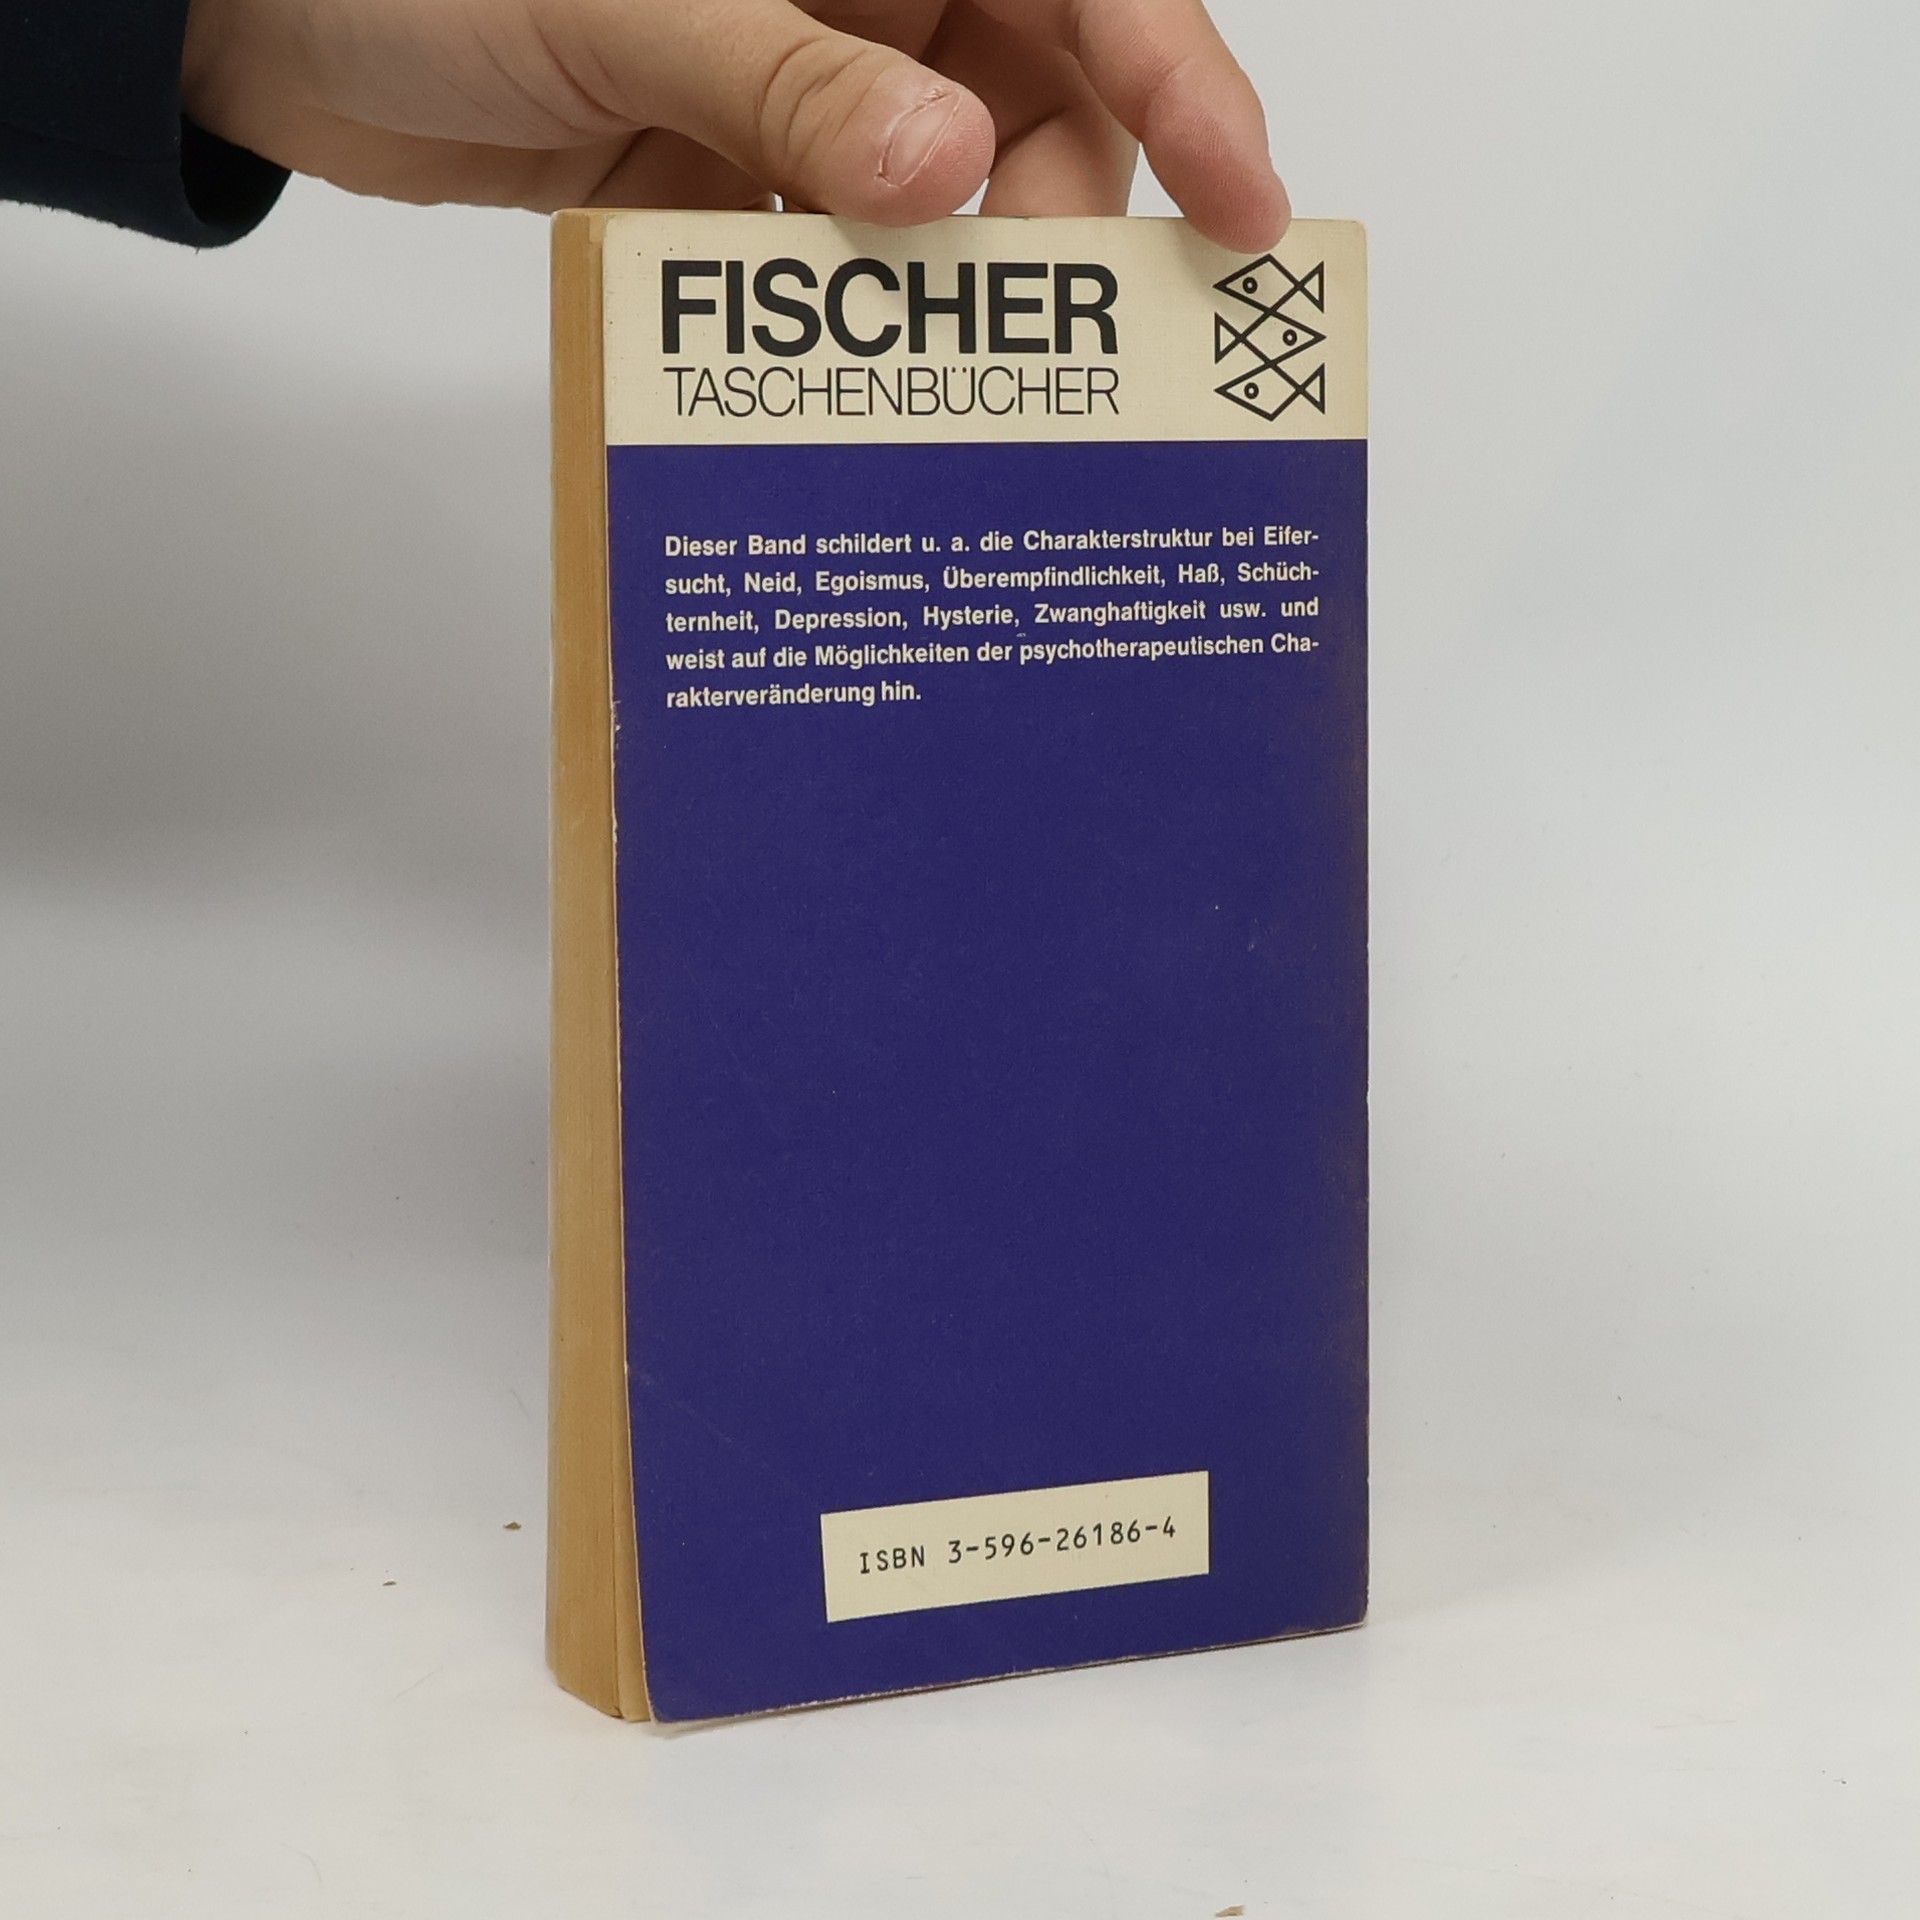 FISCHER
TASCHENBÜCHER
Dieser Band schildert u. a. die Charakterstruktur bei Eifer-
sucht, Neid, Egoismus, Überempfindlichkeit, Haß, Schüch-
ternheit, Depression, Hysterie, Zwanghaftigkeit usw. und
weist auf die Möglichkeiten der psychotherapeutischen Cha-
rakterveränderung hin.
ISBN 3-596-26186-4